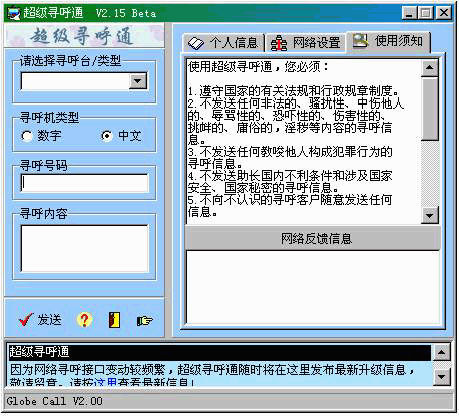 超级寻呼通 V2.15 Beta
超级寻呼通
请选择寻呼台/类型
寻呼机类型
数字 中文
寻呼号码
寻呼内容
发送
个人信息 网络设置 使用须知
使用超级寻呼通，您必须：
1.遵守国家的有关法规和行政规章制度。
2.不发送任何非法的、骚扰性、中伤他人
的、辱骂性的、恐吓性的、伤害性的、
挑衅的、庸俗的，淫秽等内容的寻呼信
息。
3.不发送任何教唆他人构成犯罪行为的
寻呼信息。
4.不发送助长国内不利条件和涉及国家
安全、国家秘密的寻呼信息。
5.不向不认识的寻呼客户随意发送任何
信息。
网络反馈信息
超级寻呼通
因为网络寻呼接口变动较频繁，超级寻呼通随时将在这里发布最新升级信息，
敬请留意。请按这里查看最新信息!
Globe Call V2.00